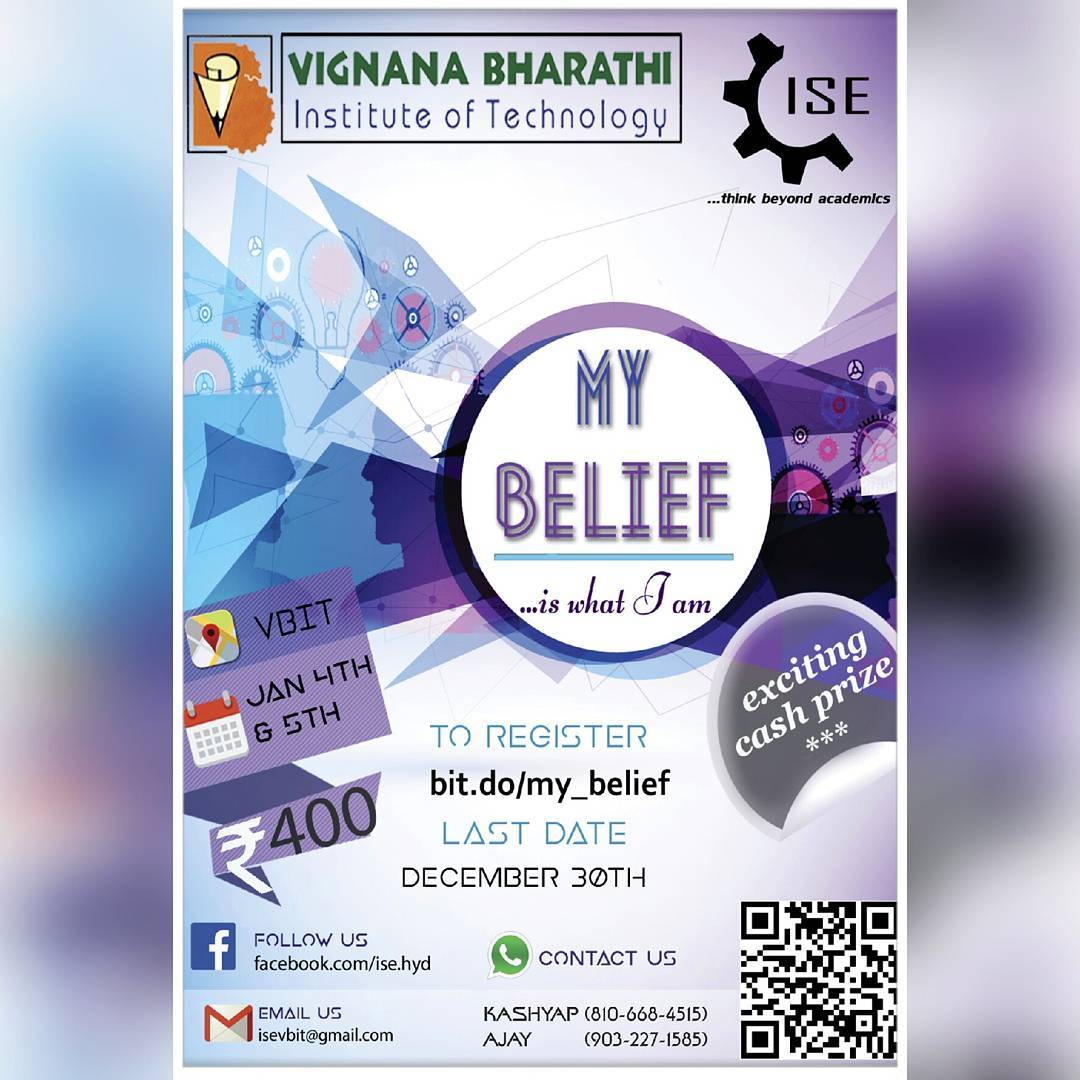 VIGNANA BHARATHI
Institute of Technology
ISE
...think beyond academics
MY
BELIEF
...is what I am
VBIT
JAN 4TH
& 5TH
₹400
exciting
cash prize
***
TO REGISTER
bit.do/my_belief
LAST DATE
DECEMBER 30TH
FOLLOW US
facebook.com/ise.hyd
CONTACT US
EMAIL US
isevbit@gmail.com
KASHYAP (810-668-4515)
AJAY (903-227-1585)